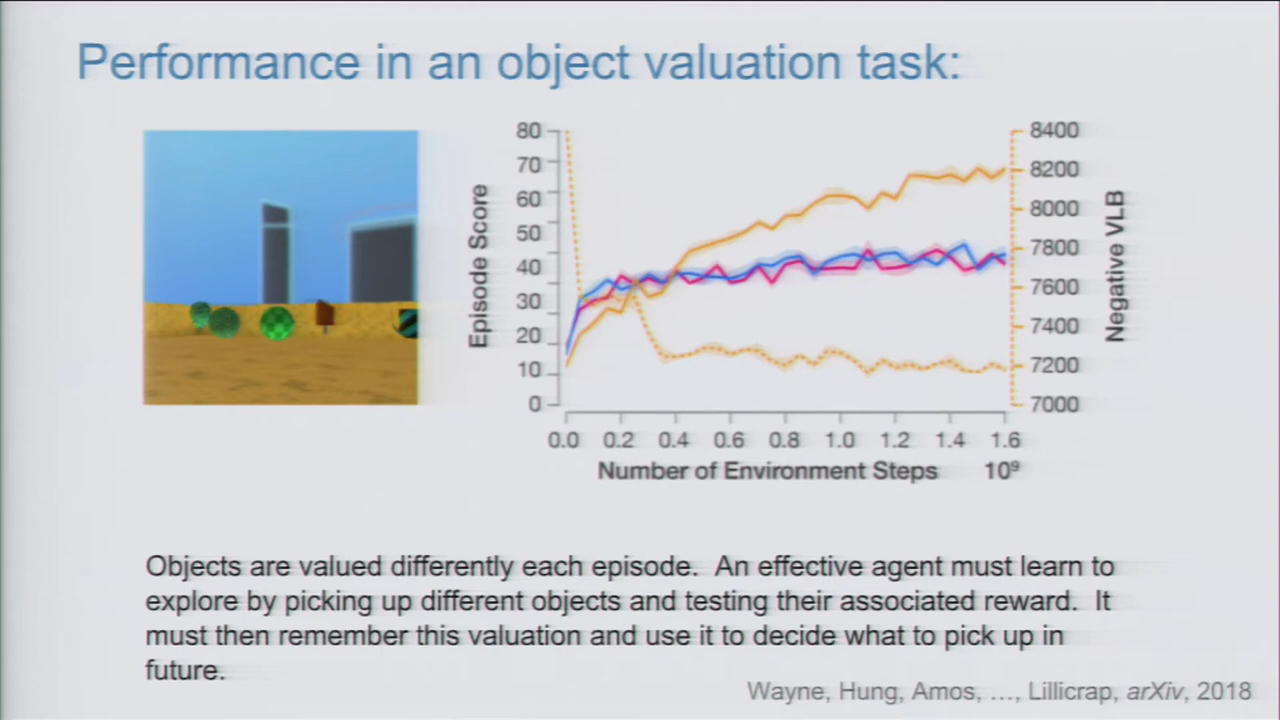 Performance in an object valuation task:
80
70
60
50
40
30
20
10
0
Episode Score
8400
8200
8000
7800
7600
7400
7200
7000
Negative VLB
0.0 0.2 0.4 0.6 0.8 1.0 1.2 1.4 1.6
Number of Environment Steps 10⁹
Objects are valued differently each episode. An effective agent must learn to
explore by picking up different objects and testing their associated reward. It
must then remember this valuation and use it to decide what to pick up in
future.
Wayne, Hung, Amos, ..., Lillicrap, arXiv, 2018